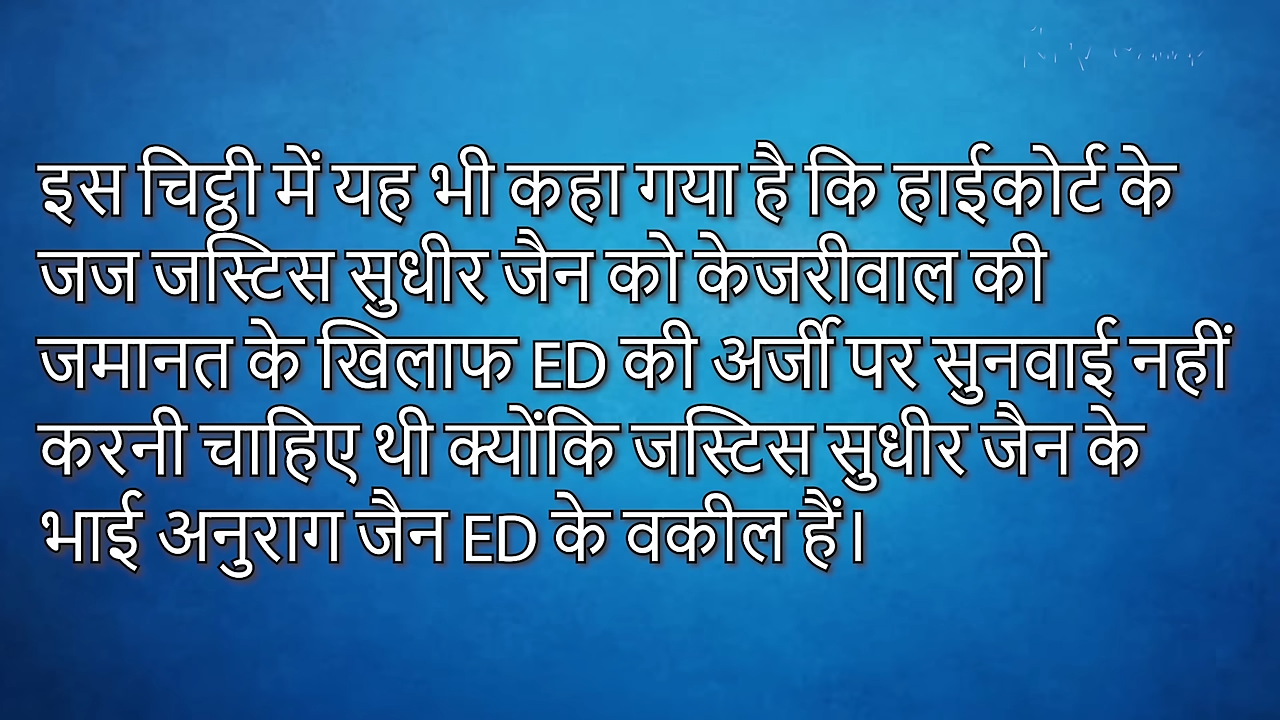 इस चिट्ठी में यह भी कहा गया है कि हाईकोर्ट के
जज जस्टिस सुधीर जैन को केजरीवाल की
जमानत के खिलाफ ED की अर्जी पर सुनवाई नहीं
करनी चाहिए थी क्योंकि जस्टिस सुधीर जैन के
भाई अनुराग जैन ED के वकील हैं।